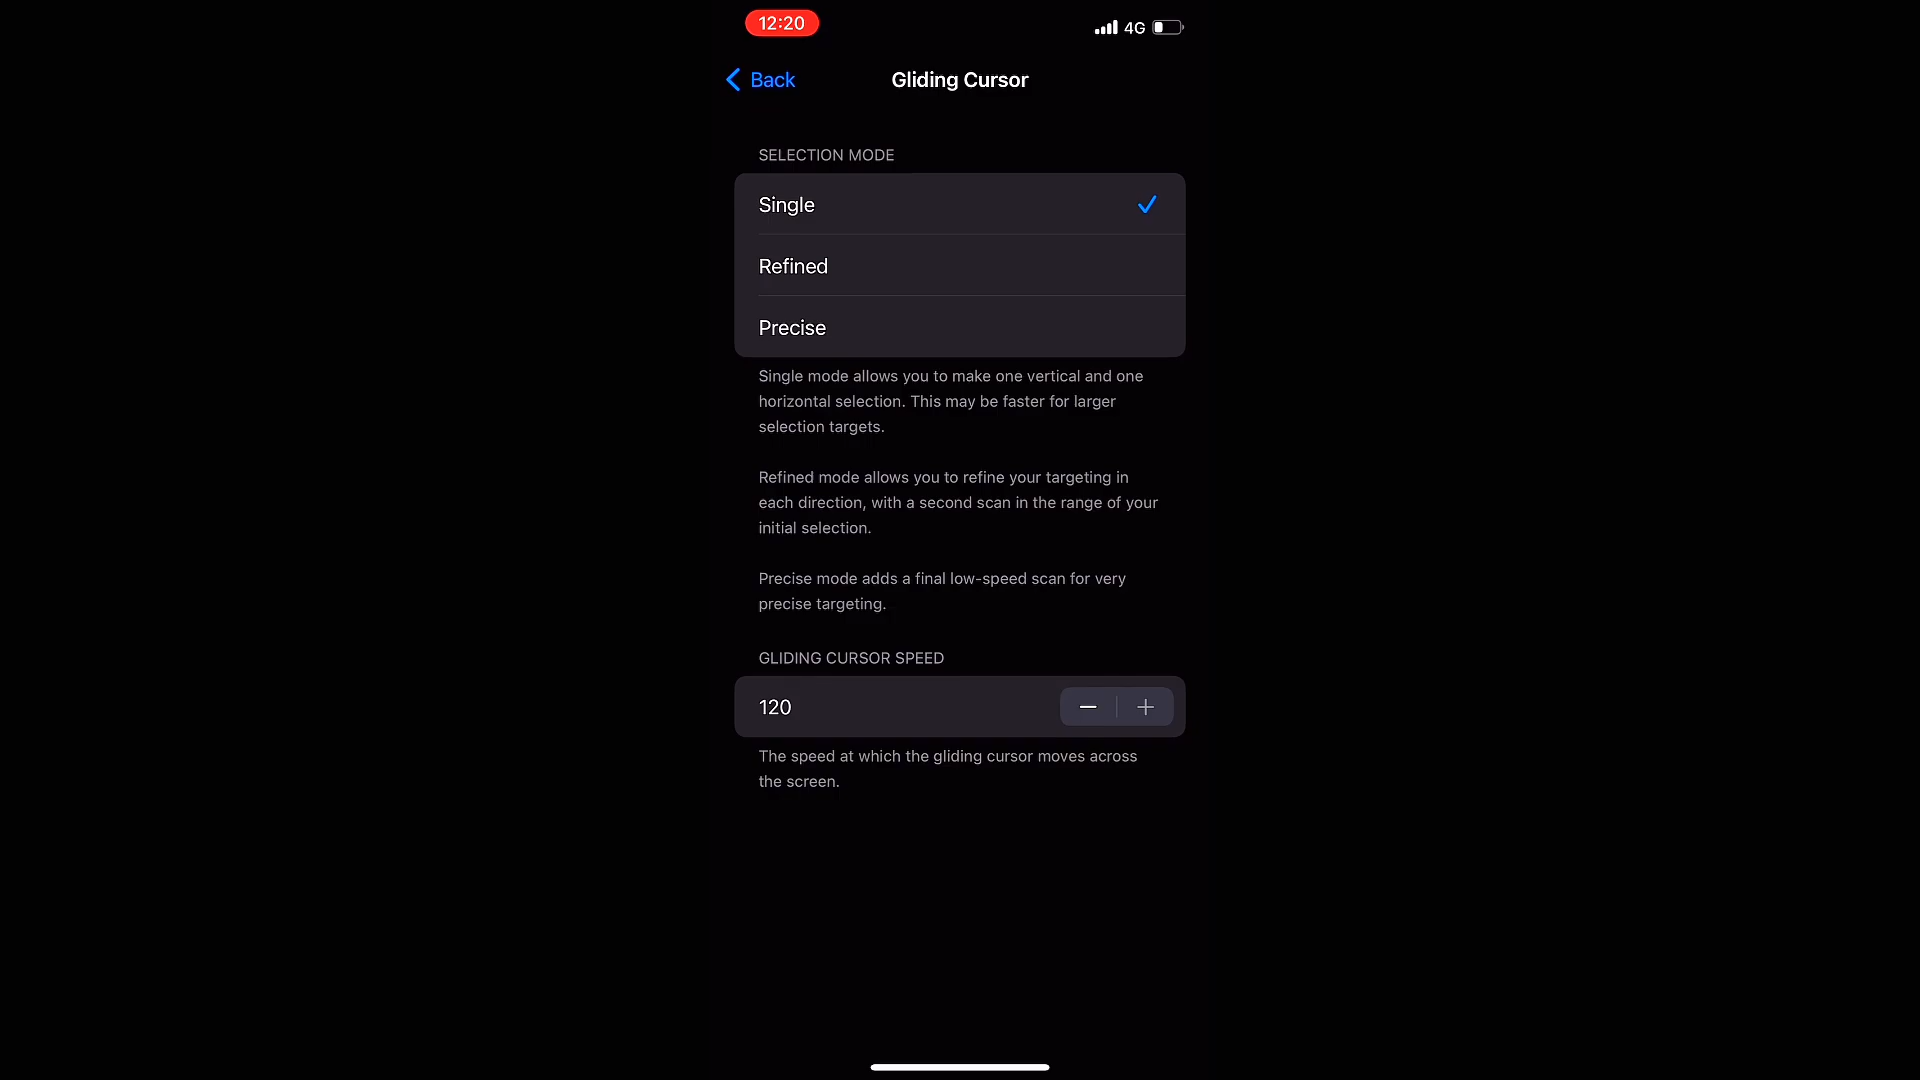 12:20
4G
Back
Gliding Cursor
SELECTION MODE
Single
Refined
Precise
Single mode allows you to make one vertical and one
horizontal selection. This may be faster for larger
selection targets.
Refined mode allows you to refine your targeting in
each direction, with a second scan in the range of your
initial selection.
Precise mode adds a final low-speed scan for very
precise targeting.
GLIDING CURSOR SPEED
120
The speed at which the gliding cursor moves across
the screen.